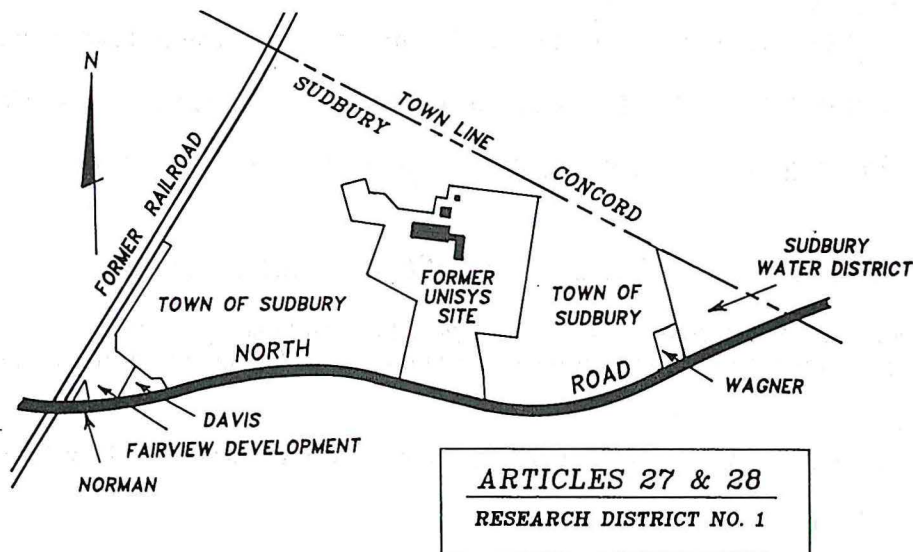 N
SUDBURY
TOWN LINE
CONCORD
FORMER RAILROAD
SUDBURY
WATER DISTRICT
FORMER
UNISYS
SITE
TOWN OF SUDBURY
TOWN OF
SUDBURY
NORTH
ROAD
WAGNER
DAVIS
FAIRVIEW DEVELOPMENT
NORMAN
ARTICLES 27 & 28
RESEARCH DISTRICT NO. 1